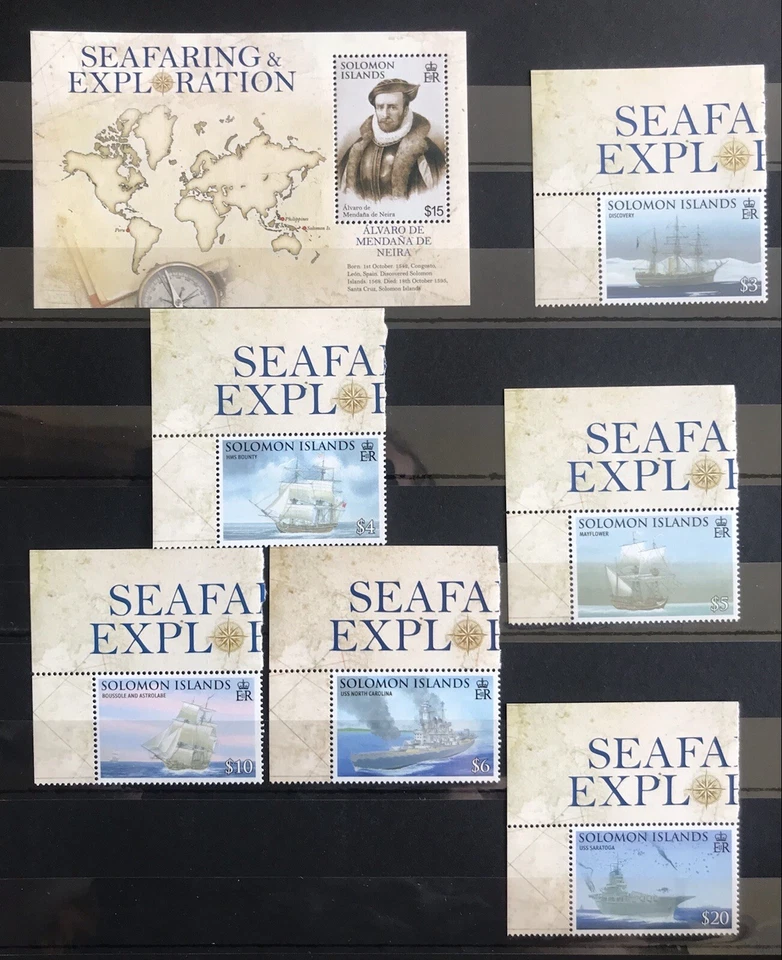 SEAFARING &
EXPLORATION
SOLOMON
ISLANDS
ER
Peru
Philippines
Solomon Is.
Álvaro de
Mendaña de Neira
$15
ÁLVARO DE
MENDAÑA DE
NEIRA
Born: 1st October 1542, Congosto,
León, Spain. Discovered Solomon
Islands 1568. Died: 18th October 1595,
Santa Cruz, Solomon Islands
SEAFA
EXPLO
SOLOMON ISLANDS
ER
DISCOVERY
$3
SEAFA
EXPLO
SOLOMON ISLANDS
ER
HMS BOUNTY
$4
SEAFA
EXPLO
SOLOMON ISLANDS
ER
MAYFLOWER
$5
SEAFA
EXPLO
SOLOMON ISLANDS
ER
BOUSSOLE AND ASTROLABE
$10
SEAFA
EXPLO
SOLOMON ISLANDS
ER
USS NORTH CAROLINA
$6
SEAFA
EXPLO
SOLOMON ISLANDS
ER
USS SARATOGA
$20